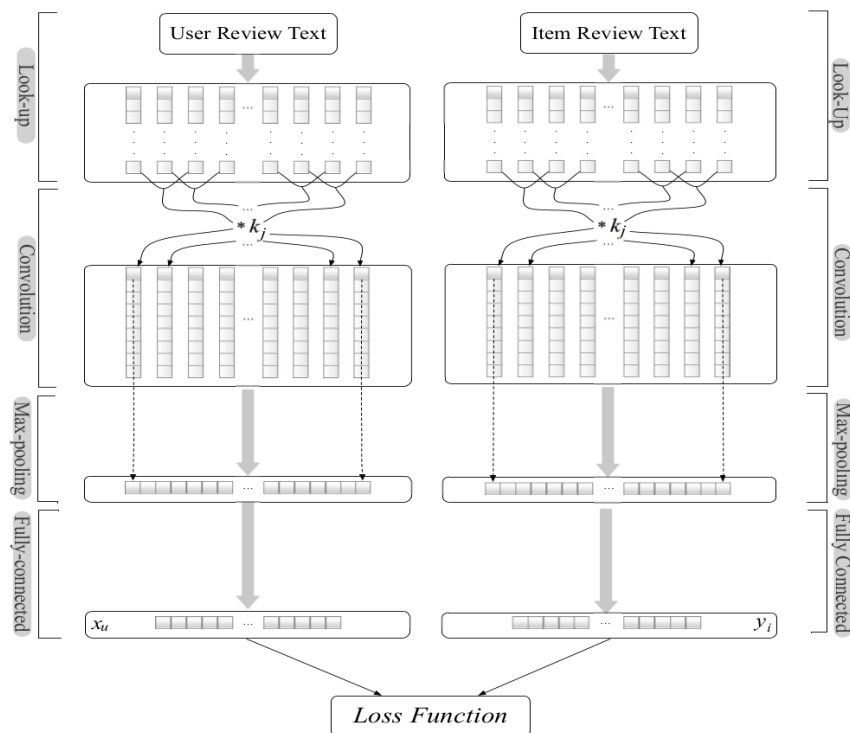 User Review Text
Item Review Text
Look-up
Look-Up
...
...
...
...
* k_j
* k_j
...
...
Convolution
Convolution
...
...
Max-pooling
Max-pooling
...
...
Fully-connected
Fully Connected
x_u
...
...
y_i
Loss Function